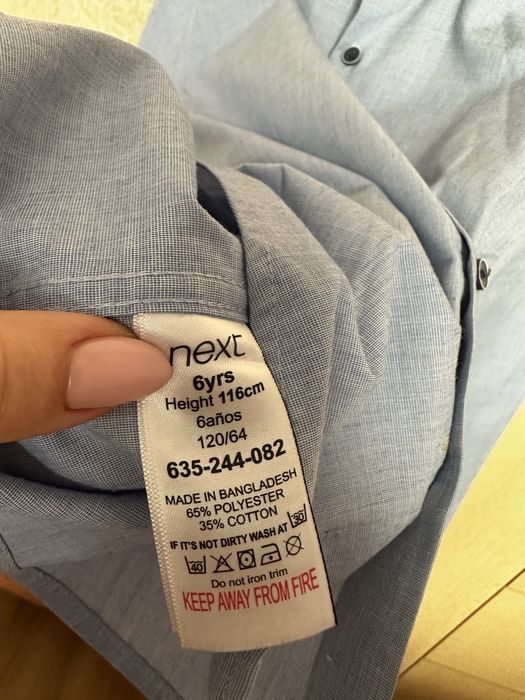 next
6yrs
Height 116cm
6años
120/64
635-244-082
MADE IN BANGLADESH
65% POLYESTER
35% COTTON
IF IT'S NOT DIRTY WASH AT 30
40
Do not iron trim
KEEP AWAY FROM FIRE